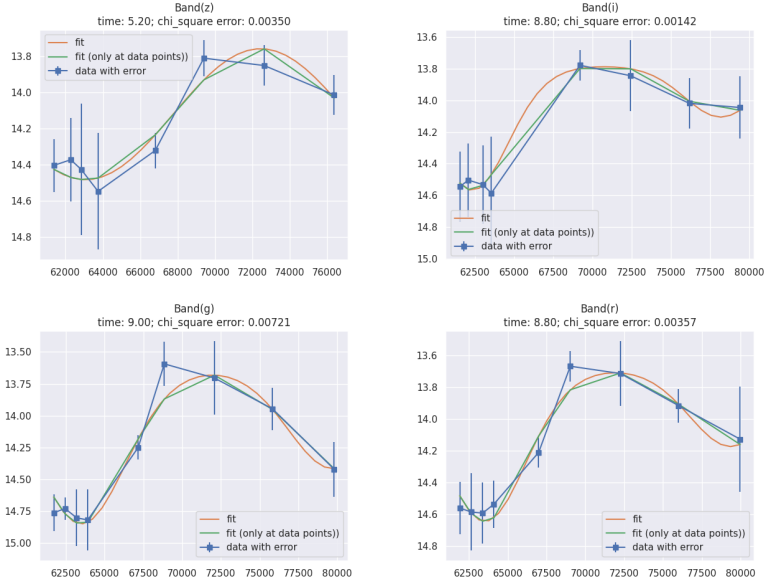 Band(z)
time: 5.20; chi_square error: 0.00350
fit
fit (only at data points))
data with error
13.8
14.0
14.2
14.4
14.6
14.8
62000 64000 66000 68000 70000 72000 74000 76000
Band(i)
time: 8.80; chi_square error: 0.00142
13.6
13.8
14.0
14.2
14.4
14.6
14.8
15.0
fit
fit (only at data points))
data with error
62500 65000 67500 70000 72500 75000 77500 80000
Band(g)
time: 9.00; chi_square error: 0.00721
13.50
13.75
14.00
14.25
14.50
14.75
15.00
fit
fit (only at data points))
data with error
62500 65000 67500 70000 72500 75000 77500 80000
Band(r)
time: 8.80; chi_square error: 0.00357
13.6
13.8
14.0
14.2
14.4
14.6
14.8
fit
fit (only at data points))
data with error
62500 65000 67500 70000 72500 75000 77500 80000